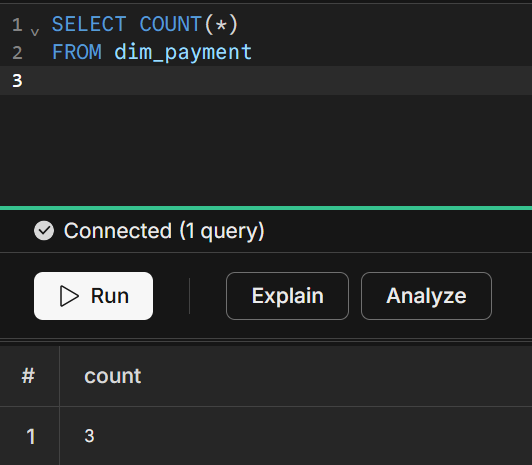 1 SELECT COUNT(*)
2 FROM dim_payment
3
Connected (1 query)
Run Explain Analyze
# count
1 3